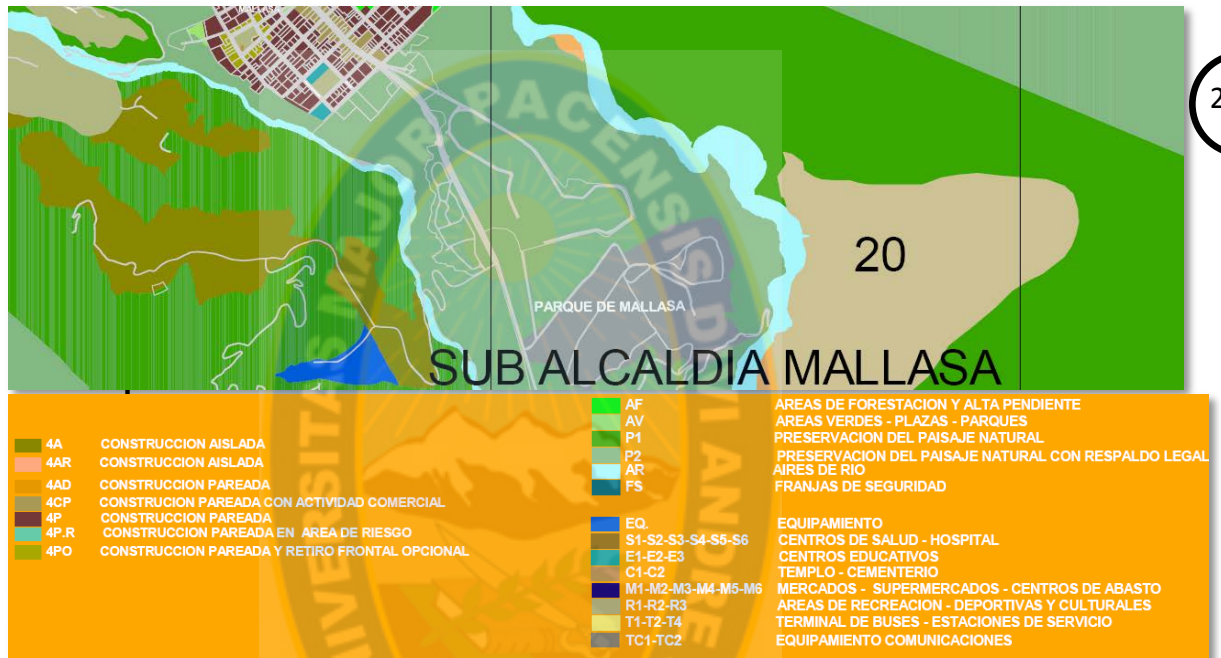 MALLASA
2
20
PARQUE DE MALLASA
SUB ALCALDIA MALLASA
4A CONSTRUCCION AISLADA
4AR CONSTRUCCION AISLADA
4AD CONSTRUCCION PAREADA
4CP CONSTRUCION PAREADA CON ACTIVIDAD COMERCIAL
4P CONSTRUCCION PAREADA
4P.R CONSTRUCCION PAREADA EN AREA DE RIESGO
4PO CONSTRUCCION PAREADA Y RETIRO FRONTAL OPCIONAL
AF AREAS DE FORESTACION Y ALTA PENDIENTE
AV AREAS VERDES - PLAZAS - PARQUES
P1 PRESERVACION DEL PAISAJE NATURAL
P2 PRESERVACION DEL PAISAJE NATURAL CON RESPALDO LEGAL
AR AIRES DE RIO
FS FRANJAS DE SEGURIDAD
EQ. EQUIPAMIENTO
S1-S2-S3-S4-S5-S6 CENTROS DE SALUD - HOSPITAL
E1-E2-E3 CENTROS EDUCATIVOS
C1-C2 TEMPLO - CEMENTERIO
M1-M2-M3-M4-M5-M6 MERCADOS - SUPERMERCADOS - CENTROS DE ABASTO
R1-R2-R3 AREAS DE RECREACION - DEPORTIVAS Y CULTURALES
T1-T2-T4 TERMINAL DE BUSES - ESTACIONES DE SERVICIO
TC1-TC2 EQUIPAMIENTO COMUNICACIONES
UNIVERSITAS MAJOR PACENSIS DIVI ANDRE